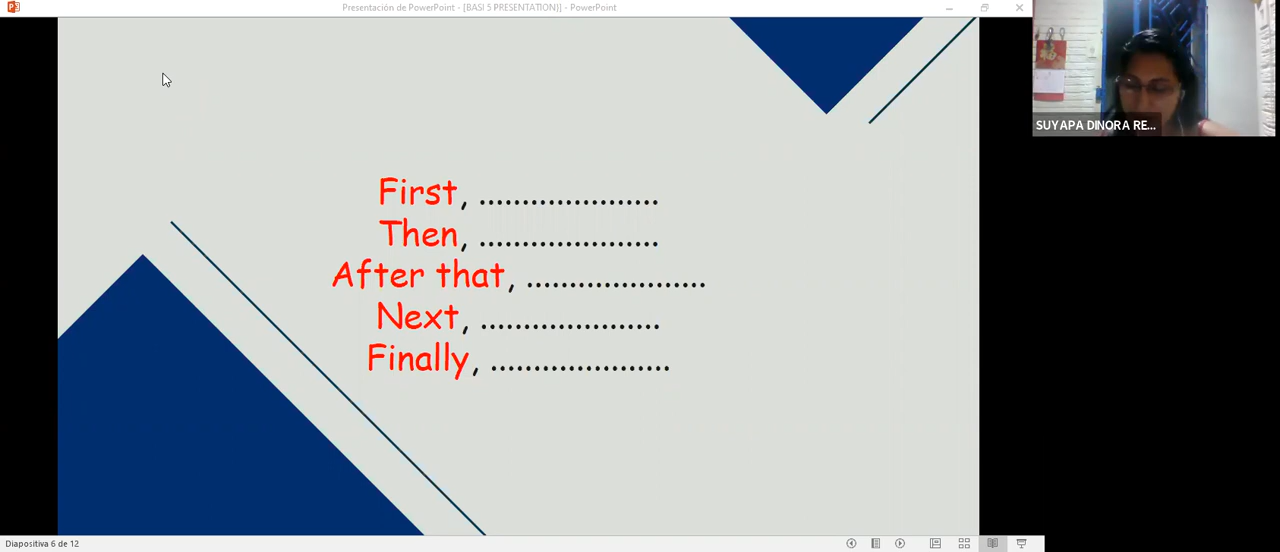 Presentación de PowerPoint - [BASI 5 PRESENTATION)] - PowerPoint
SUYAPA DINORA RE...
First, .....................
Then, .....................
After that, .....................
Next, .....................
Finally, .....................
Diapositiva 6 de 12